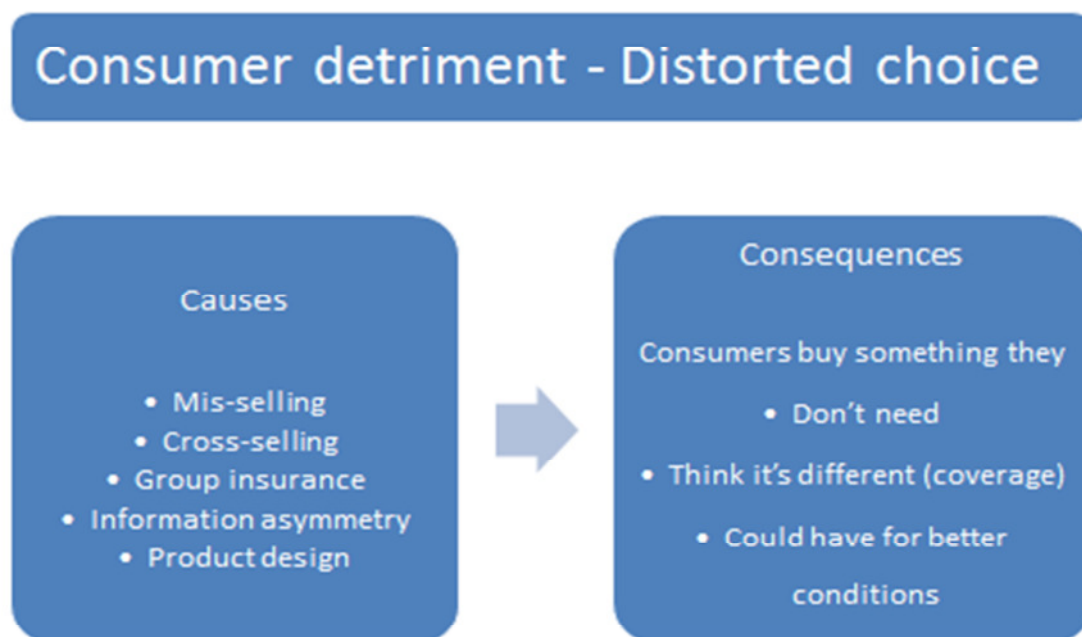 Consumer detriment - Distorted choice
Causes
• Mis-selling
• Cross-selling
• Group insurance
• Information asymmetry
• Product design
Consequences
Consumers buy something they
• Don't need
• Think it's different (coverage)
• Could have for better
conditions